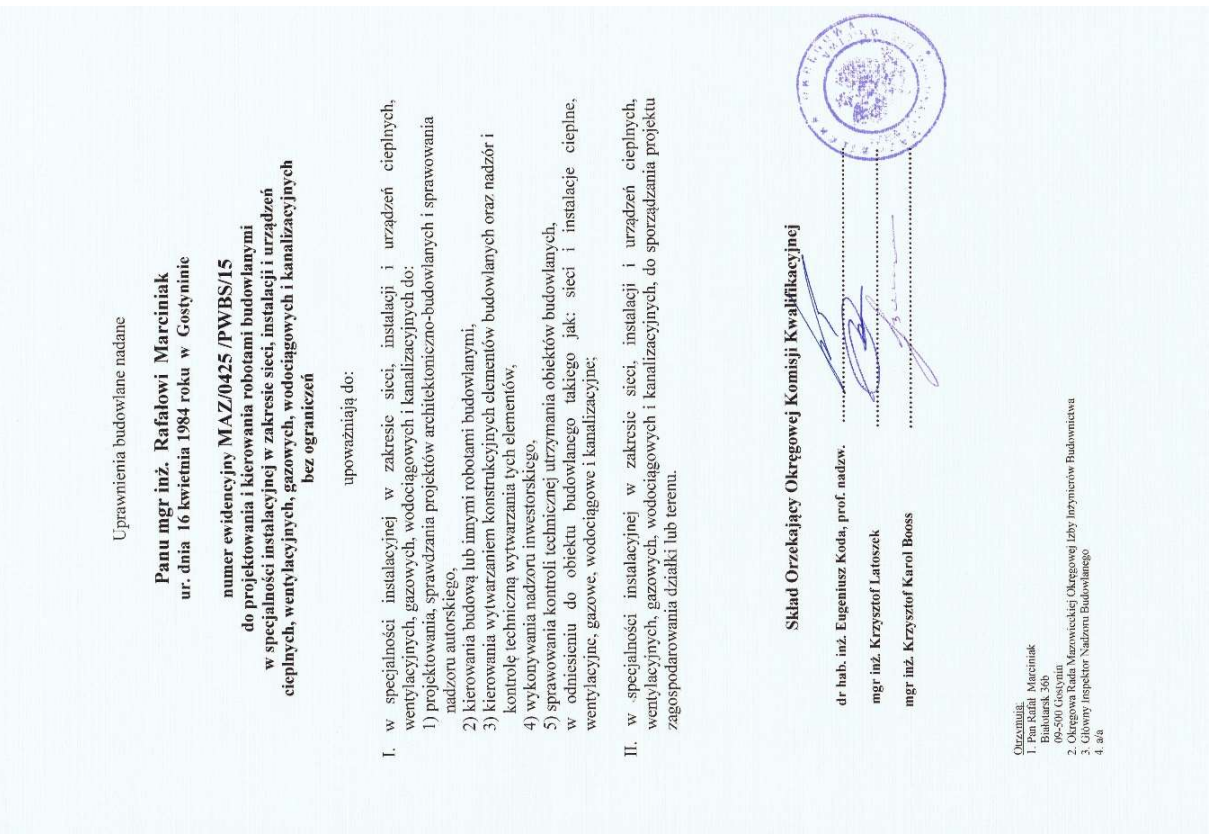 Uprawnienia budowlane nadane
Panu mgr inż. Rafałowi Marciniak
ur. dnia 16 kwietnia 1984 roku w Gostyninie
numer ewidencyjny MAZ/0425 /PWBS/15
do projektowania i kierowania robotami budowlanymi
w specjalności instalacyjnej w zakresie sieci, instalacji i urządzeń
cieplnych, wentylacyjnych, gazowych, wodociągowych i kanalizacyjnych
bez ograniczeń
upoważniają do:
I. w specjalności instalacyjnej w zakresie sieci, instalacji i urządzeń cieplnych,
wentylacyjnych, gazowych, wodociągowych i kanalizacyjnych do:
1) projektowania, sprawdzania projektów architektoniczno-budowlanych i sprawowania
nadzoru autorskiego,
2) kierowania budową lub innymi robotami budowlanymi,
3) kierowania wytwarzaniem konstrukcyjnych elementów budowlanych oraz nadzór i
kontrolę techniczną wytwarzania tych elementów,
4) wykonywania nadzoru inwestorskiego,
5) sprawowania kontroli technicznej utrzymania obiektów budowlanych,
w odniesieniu do obiektu budowlanego takiego jak: sieci i instalacje cieplne,
wentylacyjne, gazowe, wodociągowe i kanalizacyjne;
II. w specjalności instalacyjnej w zakresie sieci, instalacji i urządzeń cieplnych,
wentylacyjnych, gazowych, wodociągowych i kanalizacyjnych, do sporządzania projektu
zagospodarowania działki lub terenu.
Skład Orzekający Okręgowej Komisji Kwalifikacyjnej
dr hab. inż. Eugeniusz Koda, prof. nadzw.
mgr inż. Krzysztof Latoszek
mgr inż. Krzysztof Karol Booss
Otrzymują:
1. Pan Rafał Marciniak
Białotarsk 36b
09-500 Gostynin
2. Okręgowa Rada Mazowieckiej Okręgowej Izby Inżynierów Budownictwa
3. Główny Inspektor Nadzoru Budowlanego
4. a/a